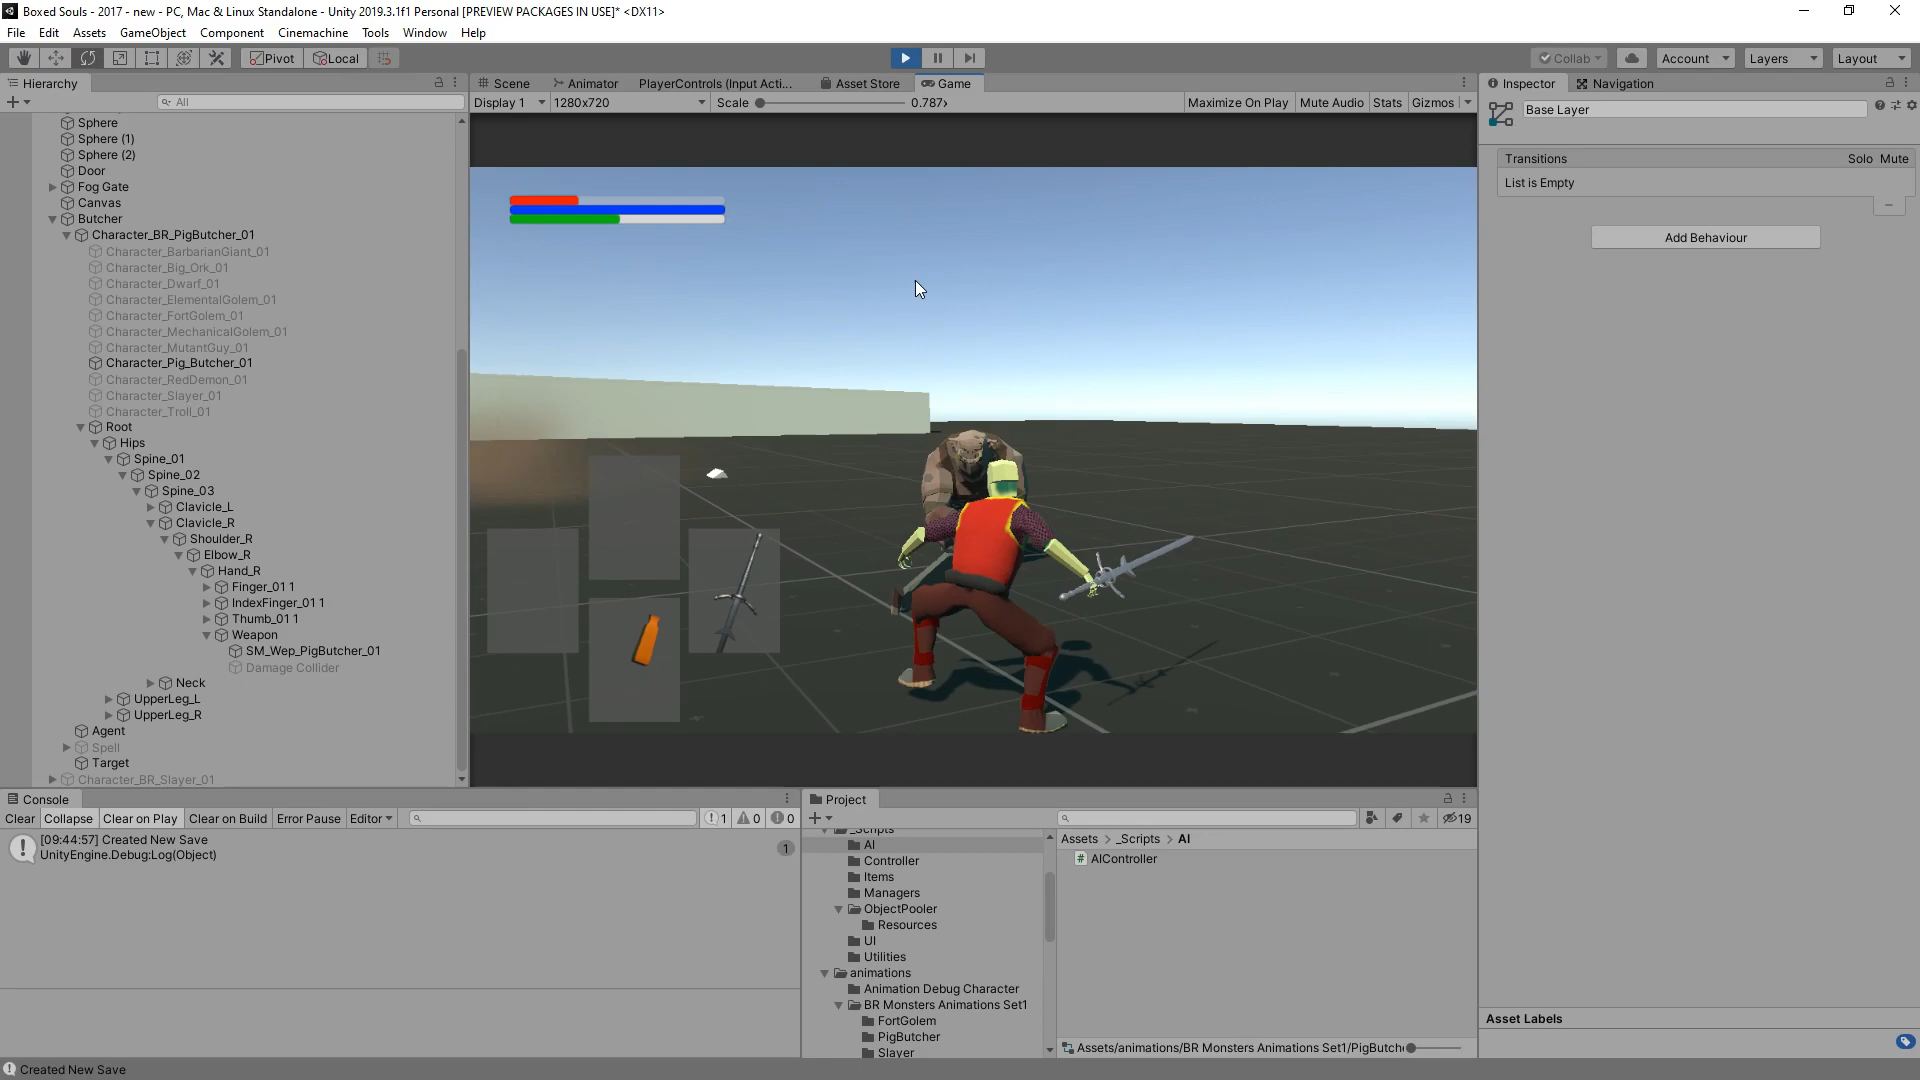 Boxed Souls - 2017 - new - PC, Mac & Linux Standalone - Unity 2019.3.1f1 Personal [PREVIEW PACKAGES IN USE]* <DX11>
File Edit Assets GameObject Component Cinemachine Tools Window Help
Pivot Local Collab Account Layers Layout
Hierarchy
All
Sphere
Sphere (1)
Sphere (2)
Door
Fog Gate
Canvas
Butcher
Character_BR_PigButcher_01
Character_BarbarianGiant_01
Character_Big_Ork_01
Character_Dwarf_01
Character_ElementalGolem_01
Character_FortGolem_01
Character_MechanicalGolem_01
Character_MutantGuy_01
Character_Pig_Butcher_01
Character_RedDemon_01
Character_Slayer_01
Character_Troll_01
Root
Hips
Spine_01
Spine_02
Spine_03
Clavicle_L
Clavicle_R
Shoulder_R
Elbow_R
Hand_R
Finger_01 1
IndexFinger_01 1
Thumb_01 1
Weapon
SM_Wep_PigButcher_01
Damage Collider
Neck
UpperLeg_L
UpperLeg_R
Agent
Spell
Target
Character_BR_Slayer_01
Scene Animator PlayerControls (Input Acti... Asset Store Game
Display 1 1280x720 Scale 0.787x Maximize On Play Mute Audio Stats Gizmos
Inspector Navigation
Base Layer
Transitions Solo Mute
List is Empty
Add Behaviour
Asset Labels
Console
Clear Collapse Clear on Play Clear on Build Error Pause Editor 1 0 0
[09:44:57] Created New Save
UnityEngine.Debug:Log(Object)
1
Project
19
_Scripts
AI
Controller
Items
Managers
ObjectPooler
Resources
UI
Utilities
animations
Animation Debug Character
BR Monsters Animations Set1
FortGolem
PigButcher
Slayer
Assets > _Scripts > AI
# AIController
Assets/animations/BR Monsters Animations Set1/PigButch
Created New Save